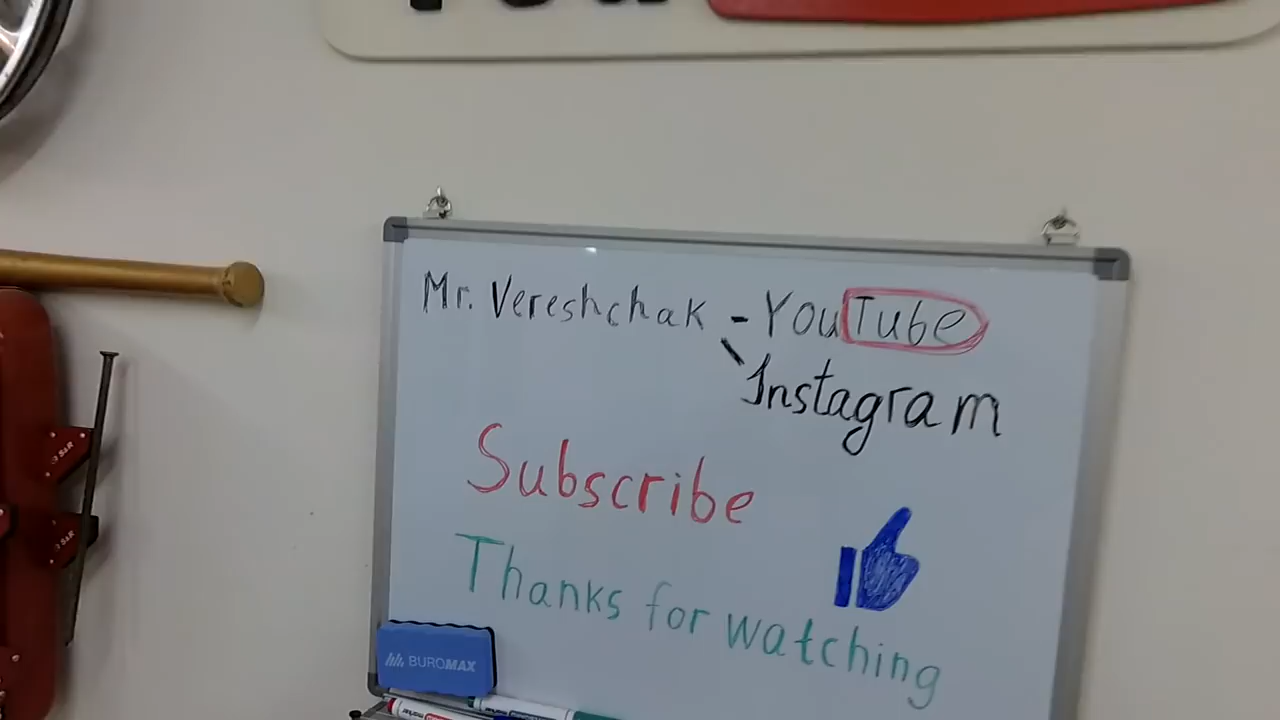 Mr. Vereshchak - YouTube
Instagram
Subscribe
Thanks for watching
BUROMAX
S&R
S&R